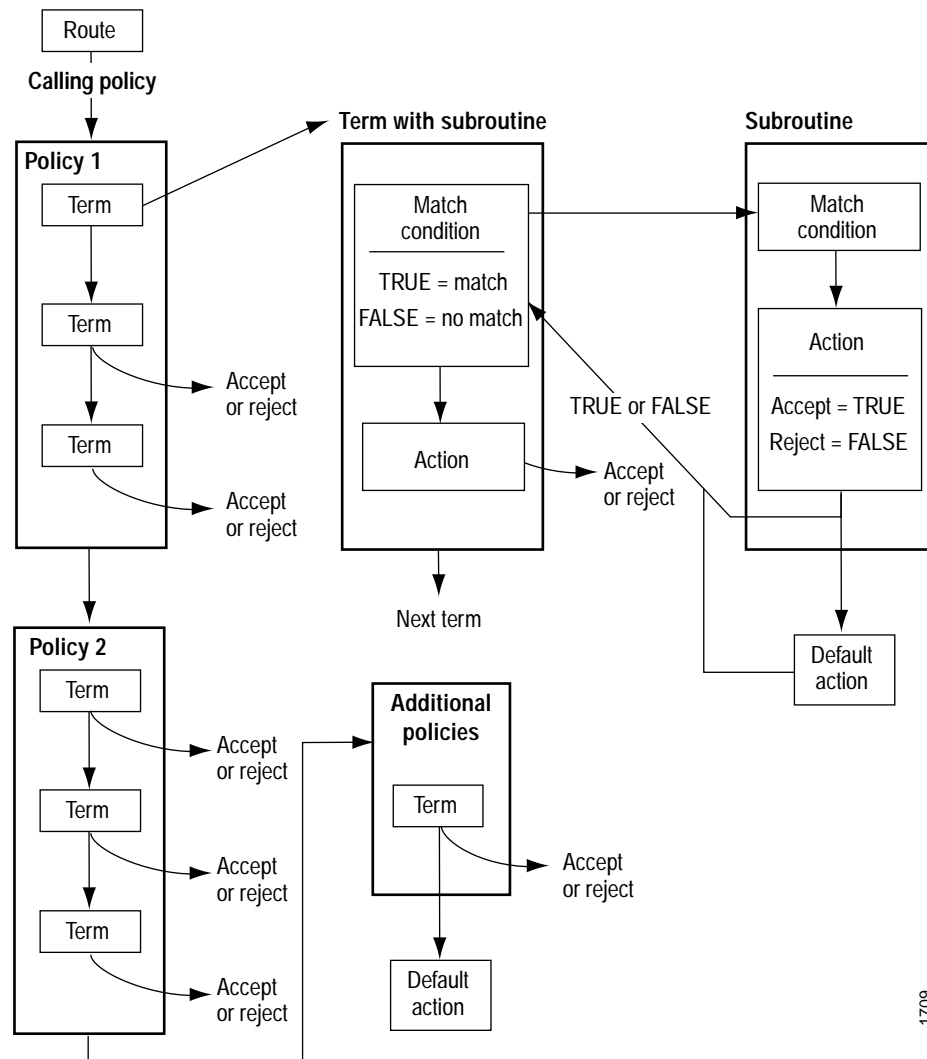 Route
Calling policy
Policy 1
Term
Term
Accept
or reject
Term
Accept
or reject
Term with subroutine
Match
condition
TRUE = match
FALSE = no match
Action
Accept
or reject
Next term
TRUE or FALSE
Subroutine
Match
condition
Action
Accept = TRUE
Reject = FALSE
Default
action
Policy 2
Term
Accept
or reject
Term
Accept
or reject
Term
Accept
or reject
Additional
policies
Term
Accept
or reject
Default
action
1709